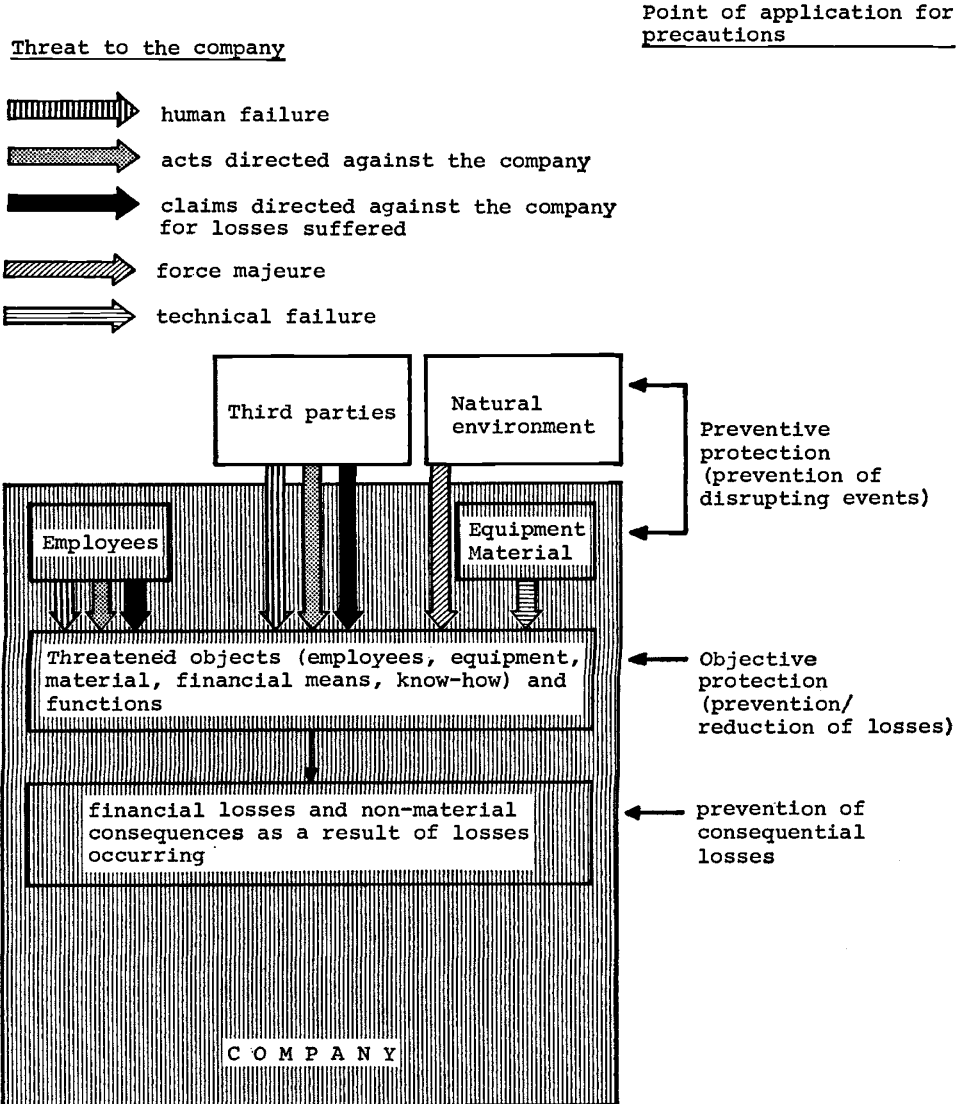 Point of application for
precautions
Threat to the company
human failure
acts directed against the company
claims directed against the company
for losses suffered
force majeure
technical failure
Third parties
Natural
environment
Preventive
protection
(prevention of
disrupting events)
Employees
Equipment
Material
Threatened objects (employees, equipment,
material, financial means, know-how) and
functions
Objective
protection
(prevention/
reduction of losses)
financial losses and non-material
consequences as a result of losses
occurring
prevention of
consequential
losses
COMPANY